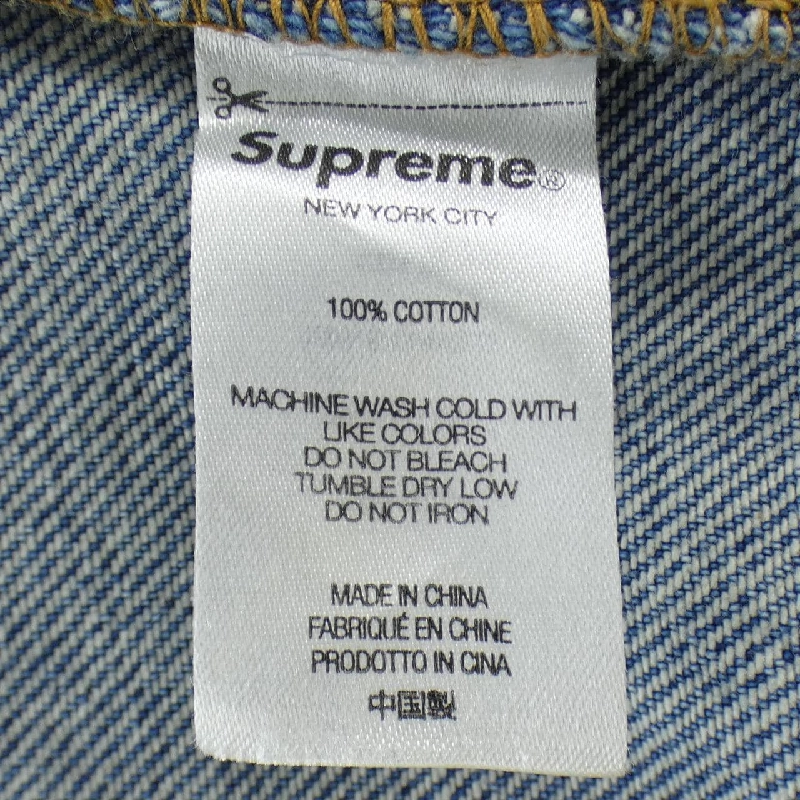 Supreme®
NEW YORK CITY
100% COTTON
MACHINE WASH COLD WITH
LIKE COLORS
DO NOT BLEACH
TUMBLE DRY LOW
DO NOT IRON
MADE IN CHINA
FABRIQUÉ EN CHINE
PRODOTTO IN CINA
中国製